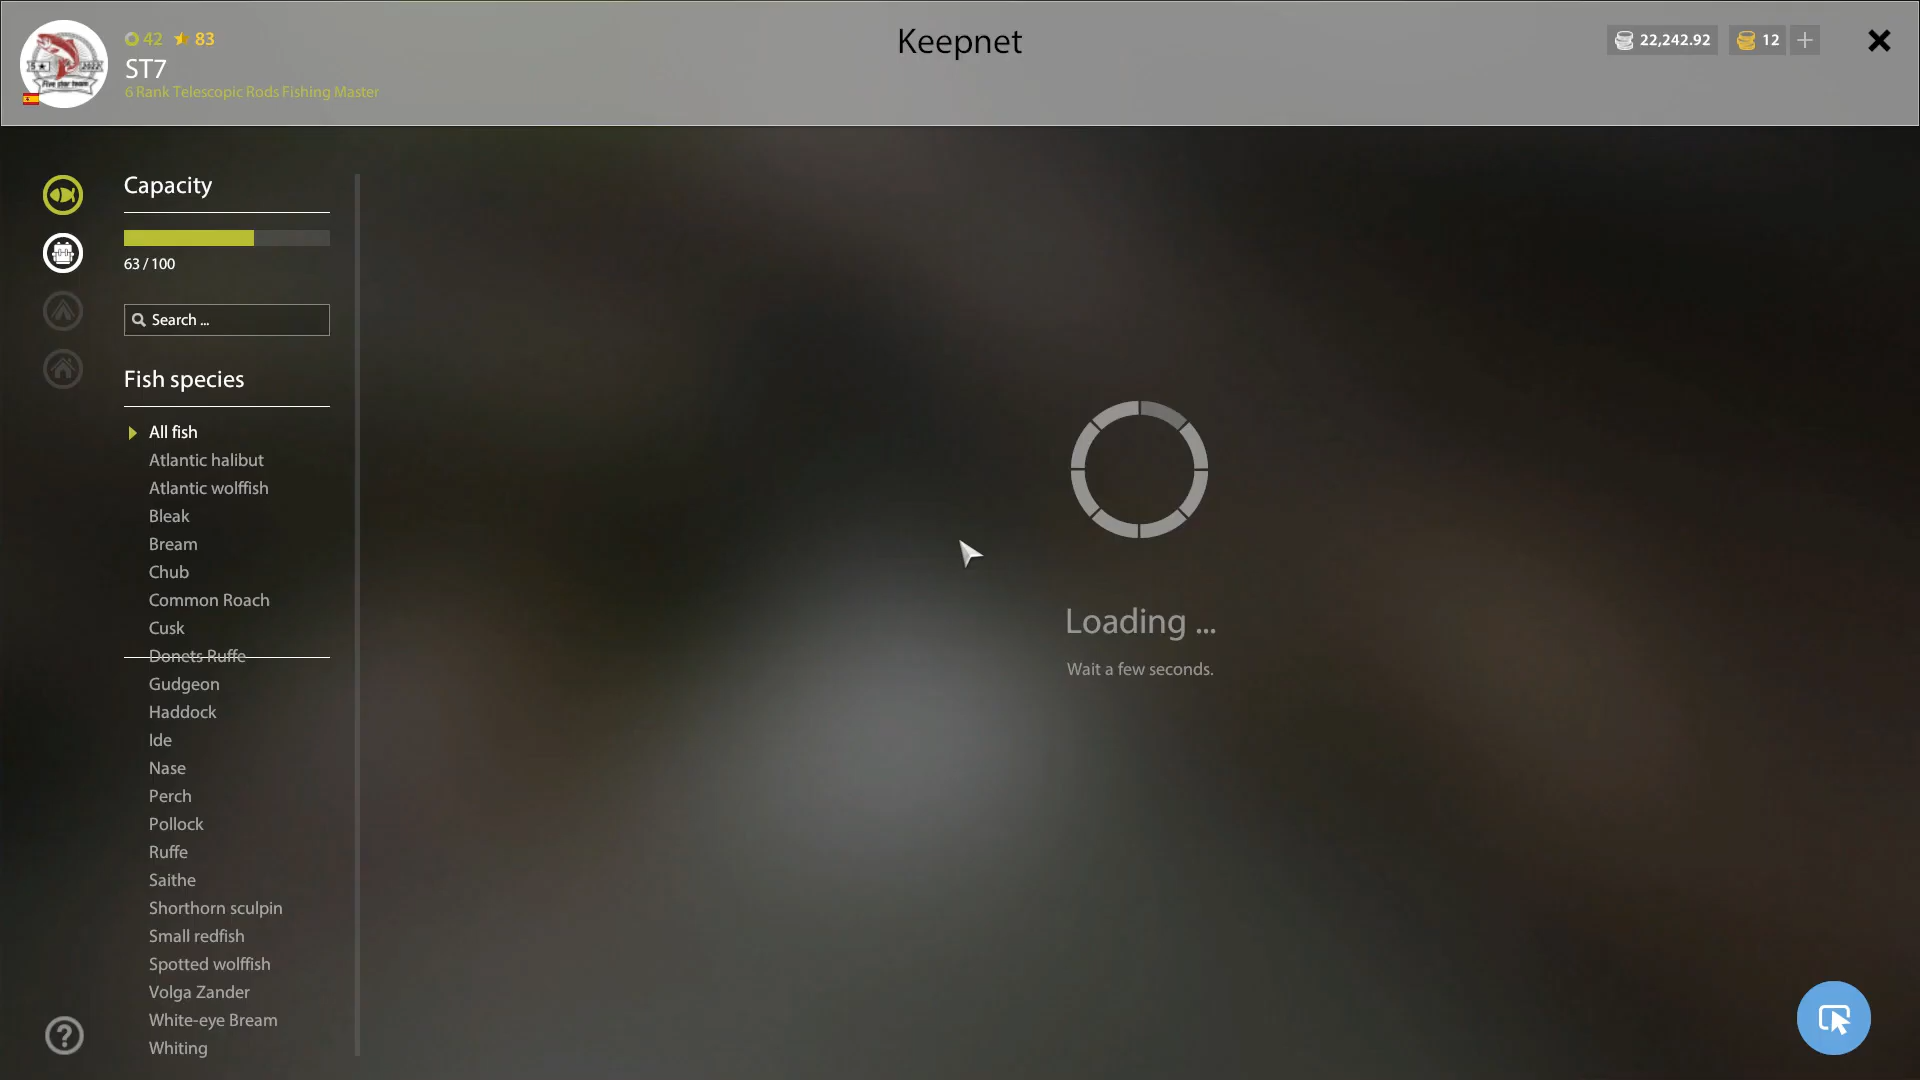 42 83
ST7
6 Rank Telescopic Rods Fishing Master
Keepnet
22,242.92
12
Capacity
63 / 100
Search ...
Fish species
All fish
Atlantic halibut
Atlantic wolffish
Bleak
Bream
Chub
Common Roach
Cusk
Donets Ruffe
Gudgeon
Haddock
Ide
Nase
Perch
Pollock
Ruffe
Saithe
Shorthorn sculpin
Small redfish
Spotted wolffish
Volga Zander
White-eye Bream
Whiting
Loading ...
Wait a few seconds.
?